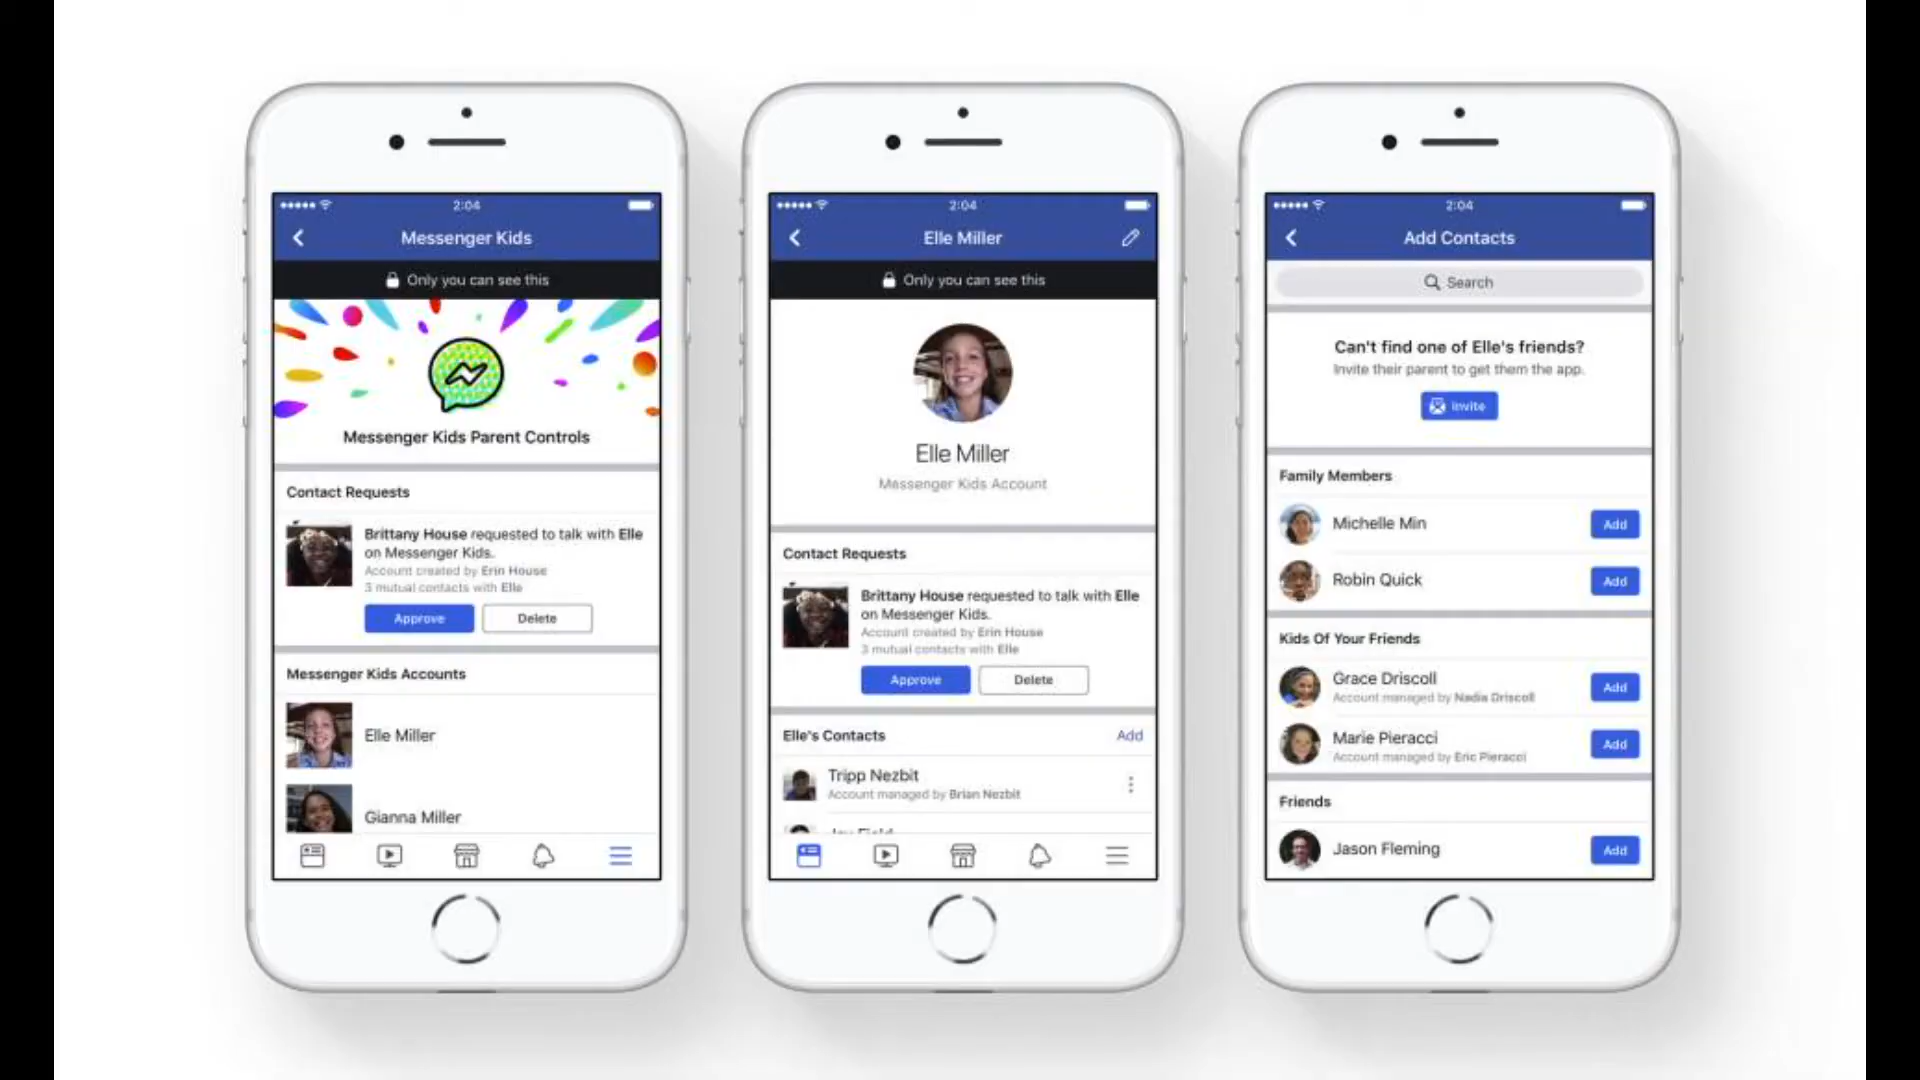 2:04
Messenger Kids
Only you can see this
Messenger Kids Parent Controls
Contact Requests
Brittany House requested to talk with Elle
on Messenger Kids.
Account created by Erin House
3 mutual contacts with Elle
Approve
Delete
Messenger Kids Accounts
Elle Miller
Gianna Miller
2:04
Elle Miller
Only you can see this
Elle Miller
Messenger Kids Account
Contact Requests
Brittany House requested to talk with Elle
on Messenger Kids.
Account created by Erin House
3 mutual contacts with Elle
Approve
Delete
Elle's Contacts
Add
Tripp Nezbit
Account managed by Brian Nezbit
2:04
Add Contacts
Search
Can't find one of Elle's friends?
Invite their parent to get them the app.
Invite
Family Members
Michelle Min
Add
Robin Quick
Add
Kids Of Your Friends
Grace Driscoll
Account managed by Nadia Driscoll
Add
Marie Pieracci
Account managed by Eric Pieracci
Add
Friends
Jason Fleming
Add